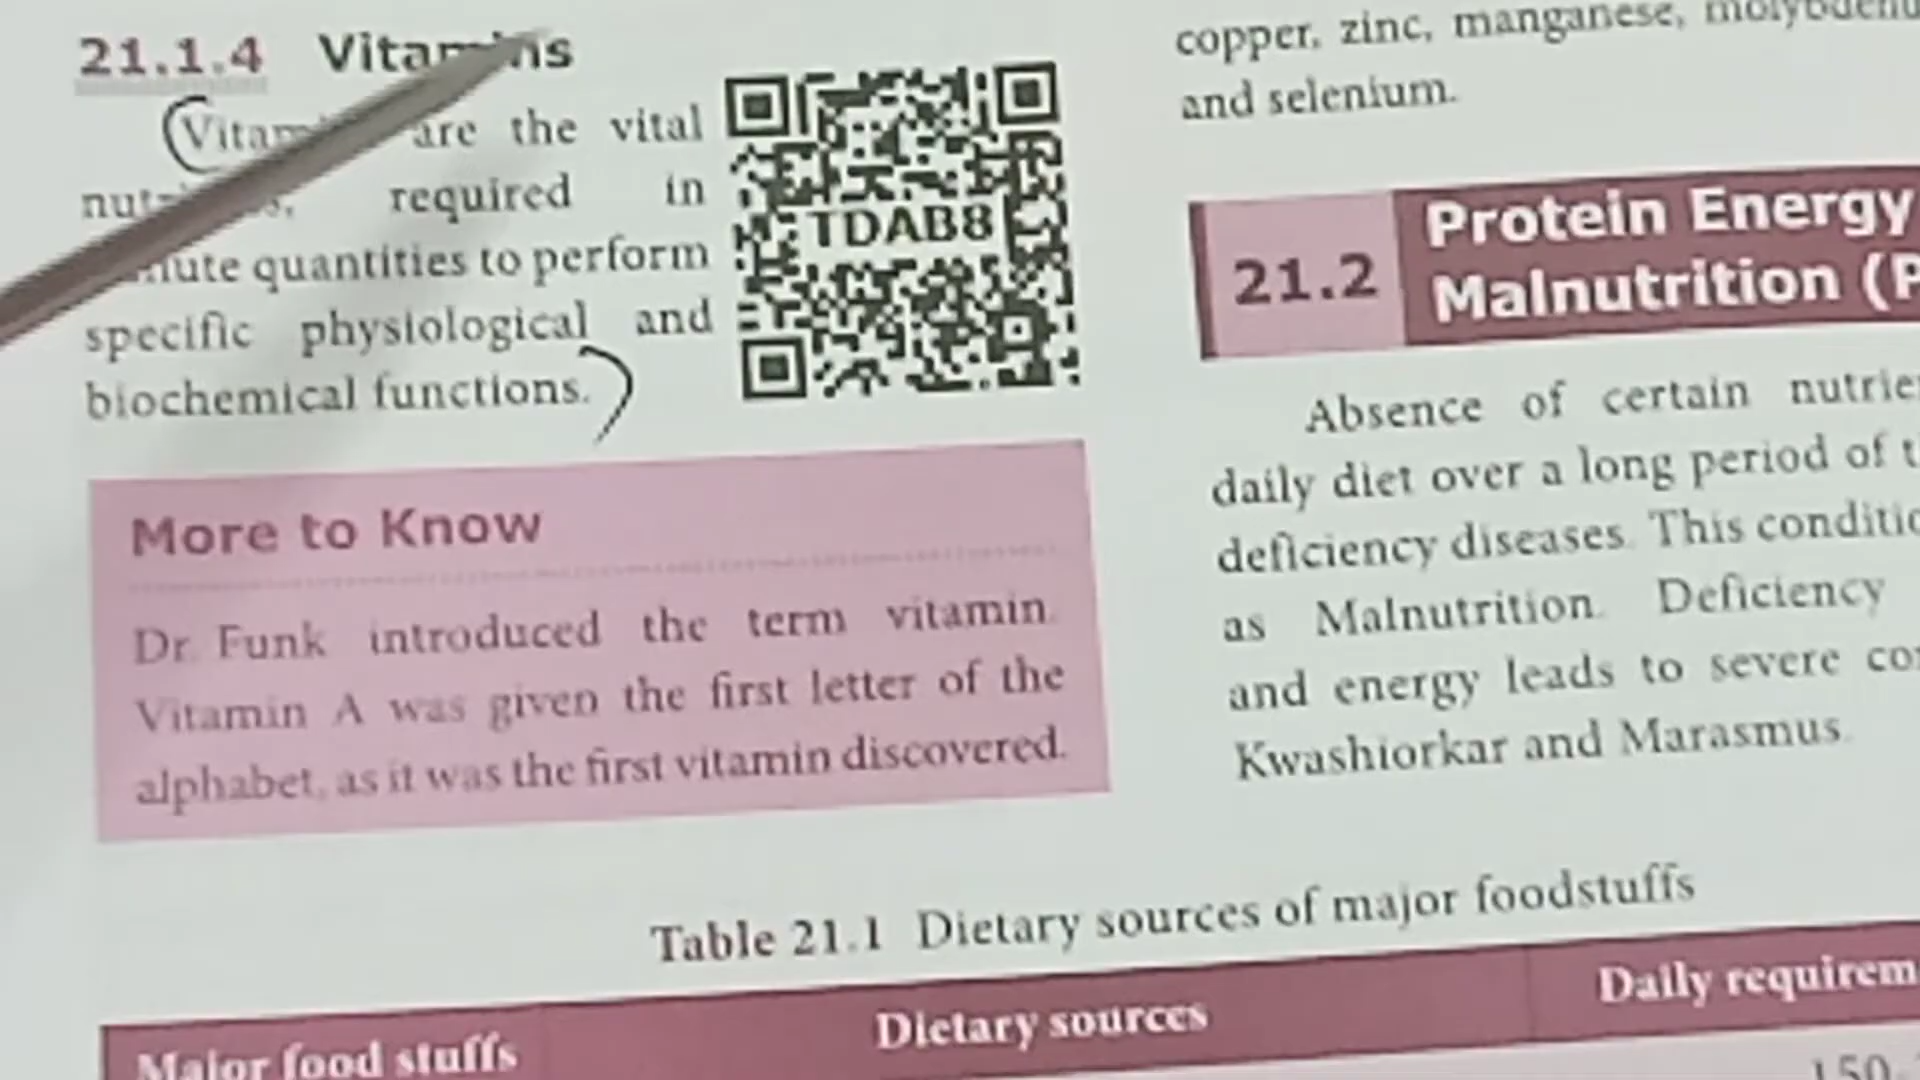 21.1.4 Vitamins
are the vital
required in
quantities to perform
specific physiological and
biochemical functions.
TDAB8
More to Know
Dr. Funk introduced the term vitamin.
Vitamin A was given the first letter of the
alphabet, as it was the first vitamin discovered.
copper, zinc, manganese,
and selenium.
21.2 Protein Energy
Malnutrition (P
Absence of certain
daily diet over a long period of
deficiency diseases. This
as Malnutrition. Deficiency
and energy leads to severe
Kwashiorkar and Marasmus.
Table 21.1 Dietary sources of major foodstuffs
Major food stuffs Dietary sources Daily
150